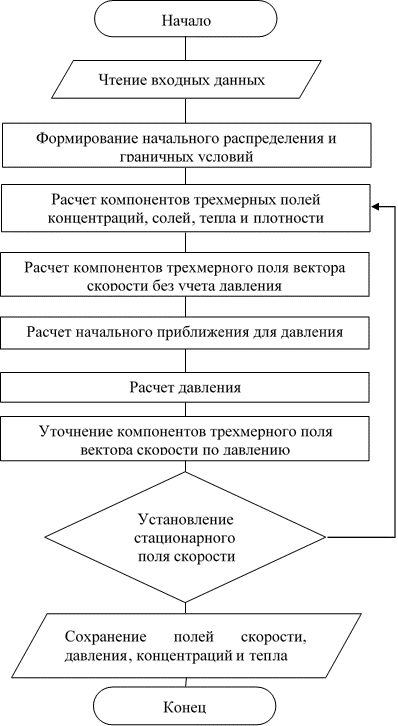 Начало
Чтение входных данных
Формирование начального распределения и
граничных условий
Расчет компонентов трехмерных полей
концентраций, солей, тепла и плотности
Расчет компонентов трехмерного поля вектора
скорости без учета давления
Расчет начального приближения для давления
Расчет давления
Уточнение компонентов трехмерного поля
вектора скорости по давлению
Установление
стационарного
поля скорости
Сохранение полей скорости,
давления, концентраций и тепла
Конец